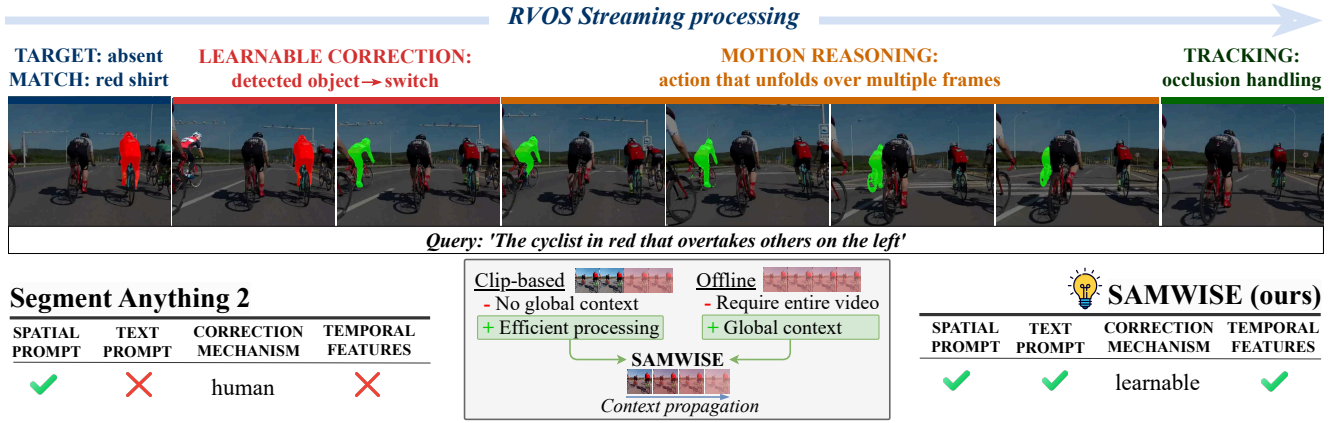 RVOS Streaming processing
TARGET: absent
MATCH: red shirt
LEARNABLE CORRECTION:
detected object→switch
MOTION REASONING:
action that unfolds over multiple frames
TRACKING:
occlusion handling
Query: 'The cyclist in red that overtakes others on the left'
Segment Anything 2
SPATIAL PROMPT
TEXT PROMPT
CORRECTION MECHANISM
TEMPORAL FEATURES
human
Clip-based
- No global context
+ Efficient processing
Offline
- Require entire video
+ Global context
SAMWISE
Context propagation
SAMWISE (ours)
SPATIAL PROMPT
TEXT PROMPT
CORRECTION MECHANISM
TEMPORAL FEATURES
learnable